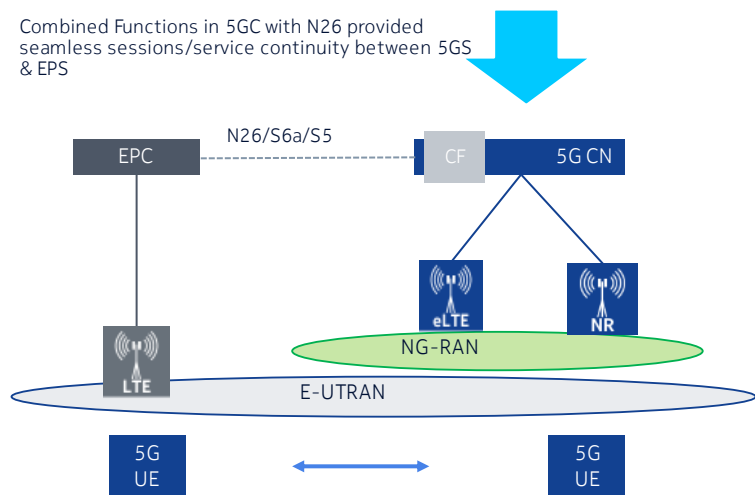 Combined Functions in 5GC with N26 provided
seamless sessions/service continuity between 5GS
& EPS
N26/S6a/S5
EPC
CF
5G CN
eLTE
NR
LTE
NG-RAN
E-UTRAN
5G
UE
5G
UE